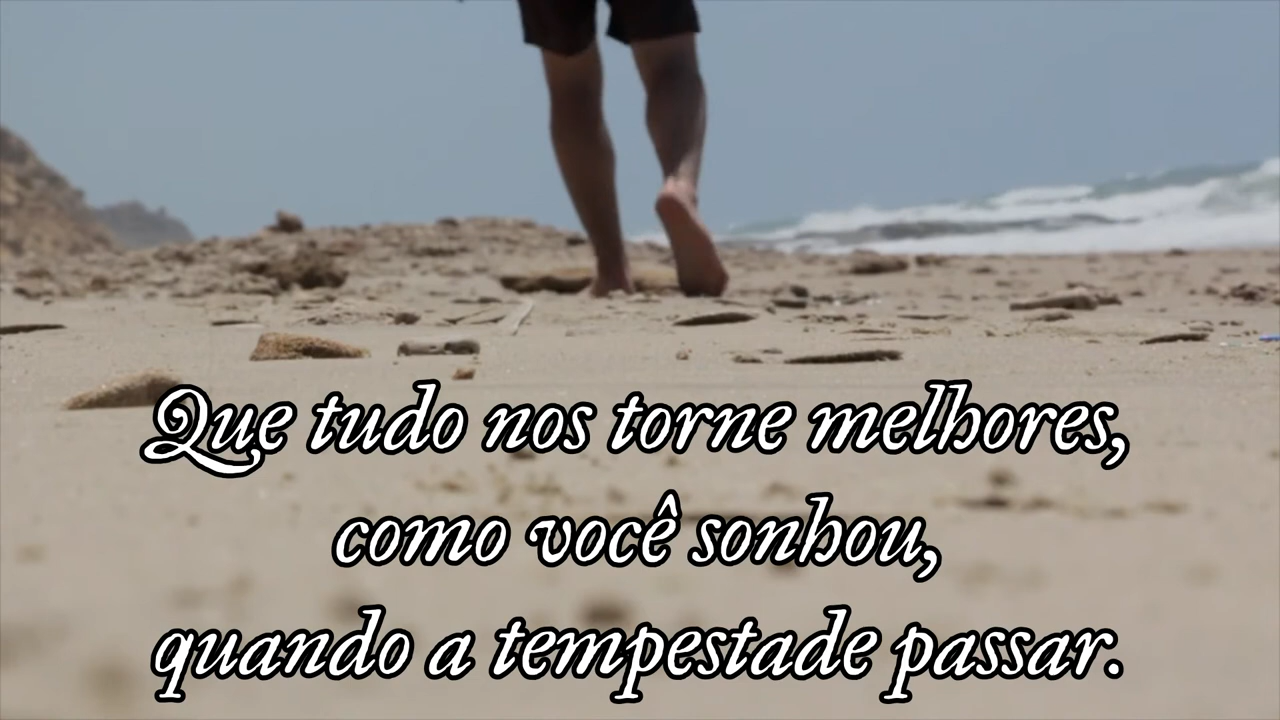 Que tudo nos torne melhores,
como você sonhou,
quando a tempestade passar.